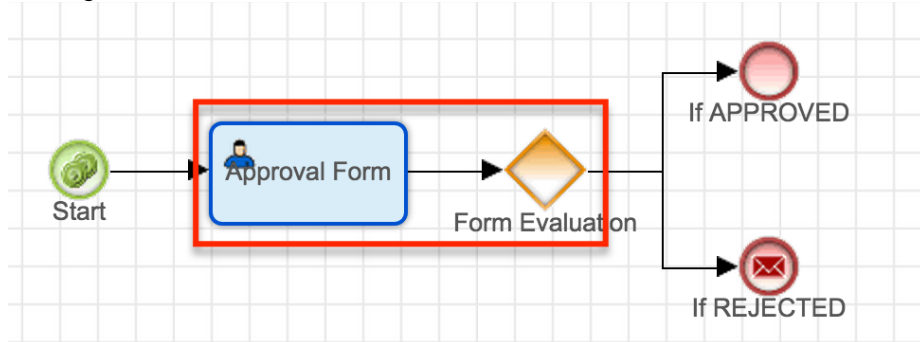 If APPROVED
Approval Form
Start
Form Evaluation
If REJECTED